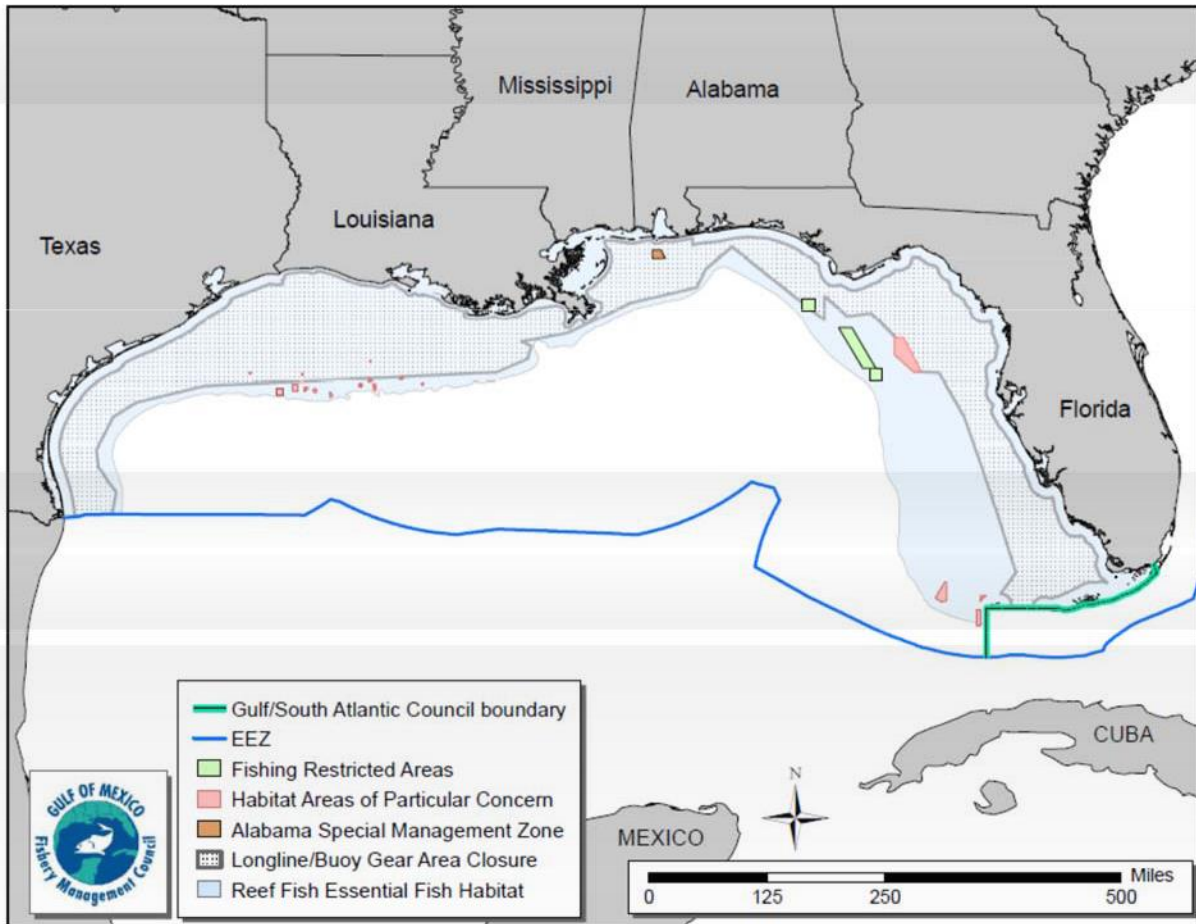 Mississippi
Alabama
Louisiana
Texas
Florida
Gulf/South Atlantic Council boundary
EEZ
Fishing Restricted Areas
Habitat Areas of Particular Concern
Alabama Special Management Zone
Longline/Buoy Gear Area Closure
Reef Fish Essential Fish Habitat
GULF OF MEXICO
Fishery Management Council
N
CUBA
MEXICO
Miles
0 125 250 500